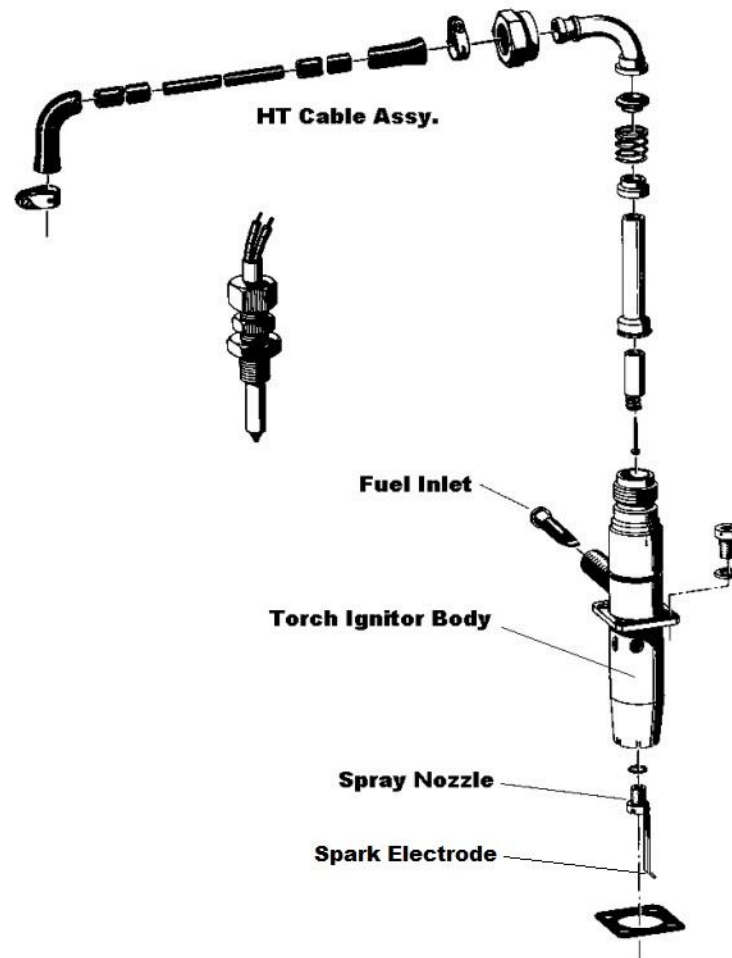 HT Cable Assy.
Fuel Inlet
Torch Ignitor Body
Spray Nozzle
Spark Electrode